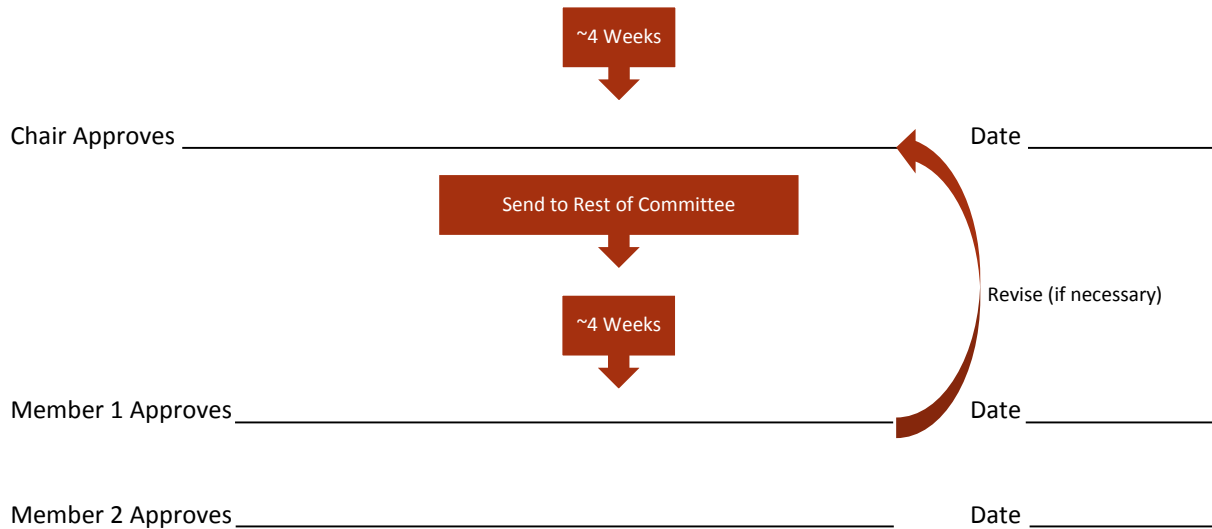 ~4 Weeks
Chair Approves Date
Send to Rest of Committee
Revise (if necessary)
~4 Weeks
Member 1 Approves Date
Member 2 Approves Date